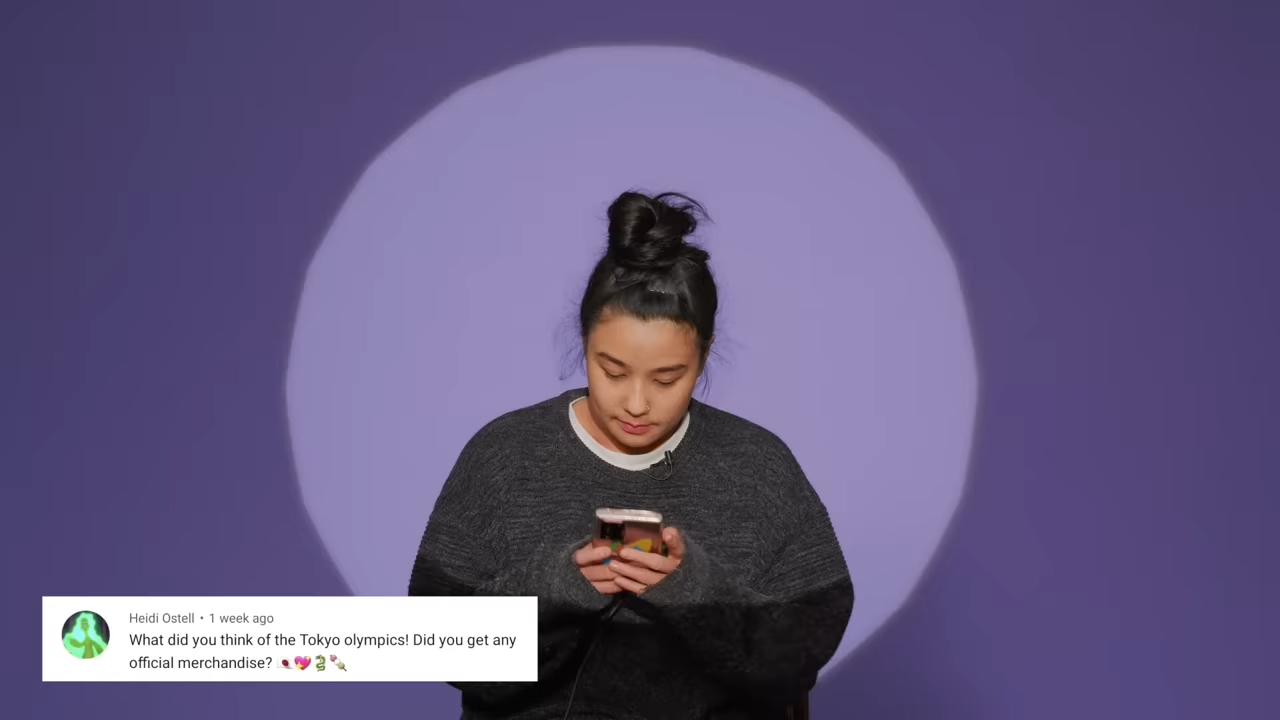 Heidi Ostell • 1 week ago
What did you think of the Tokyo olympics! Did you get any
official merchandise? 🇯🇵💖🐉🍡